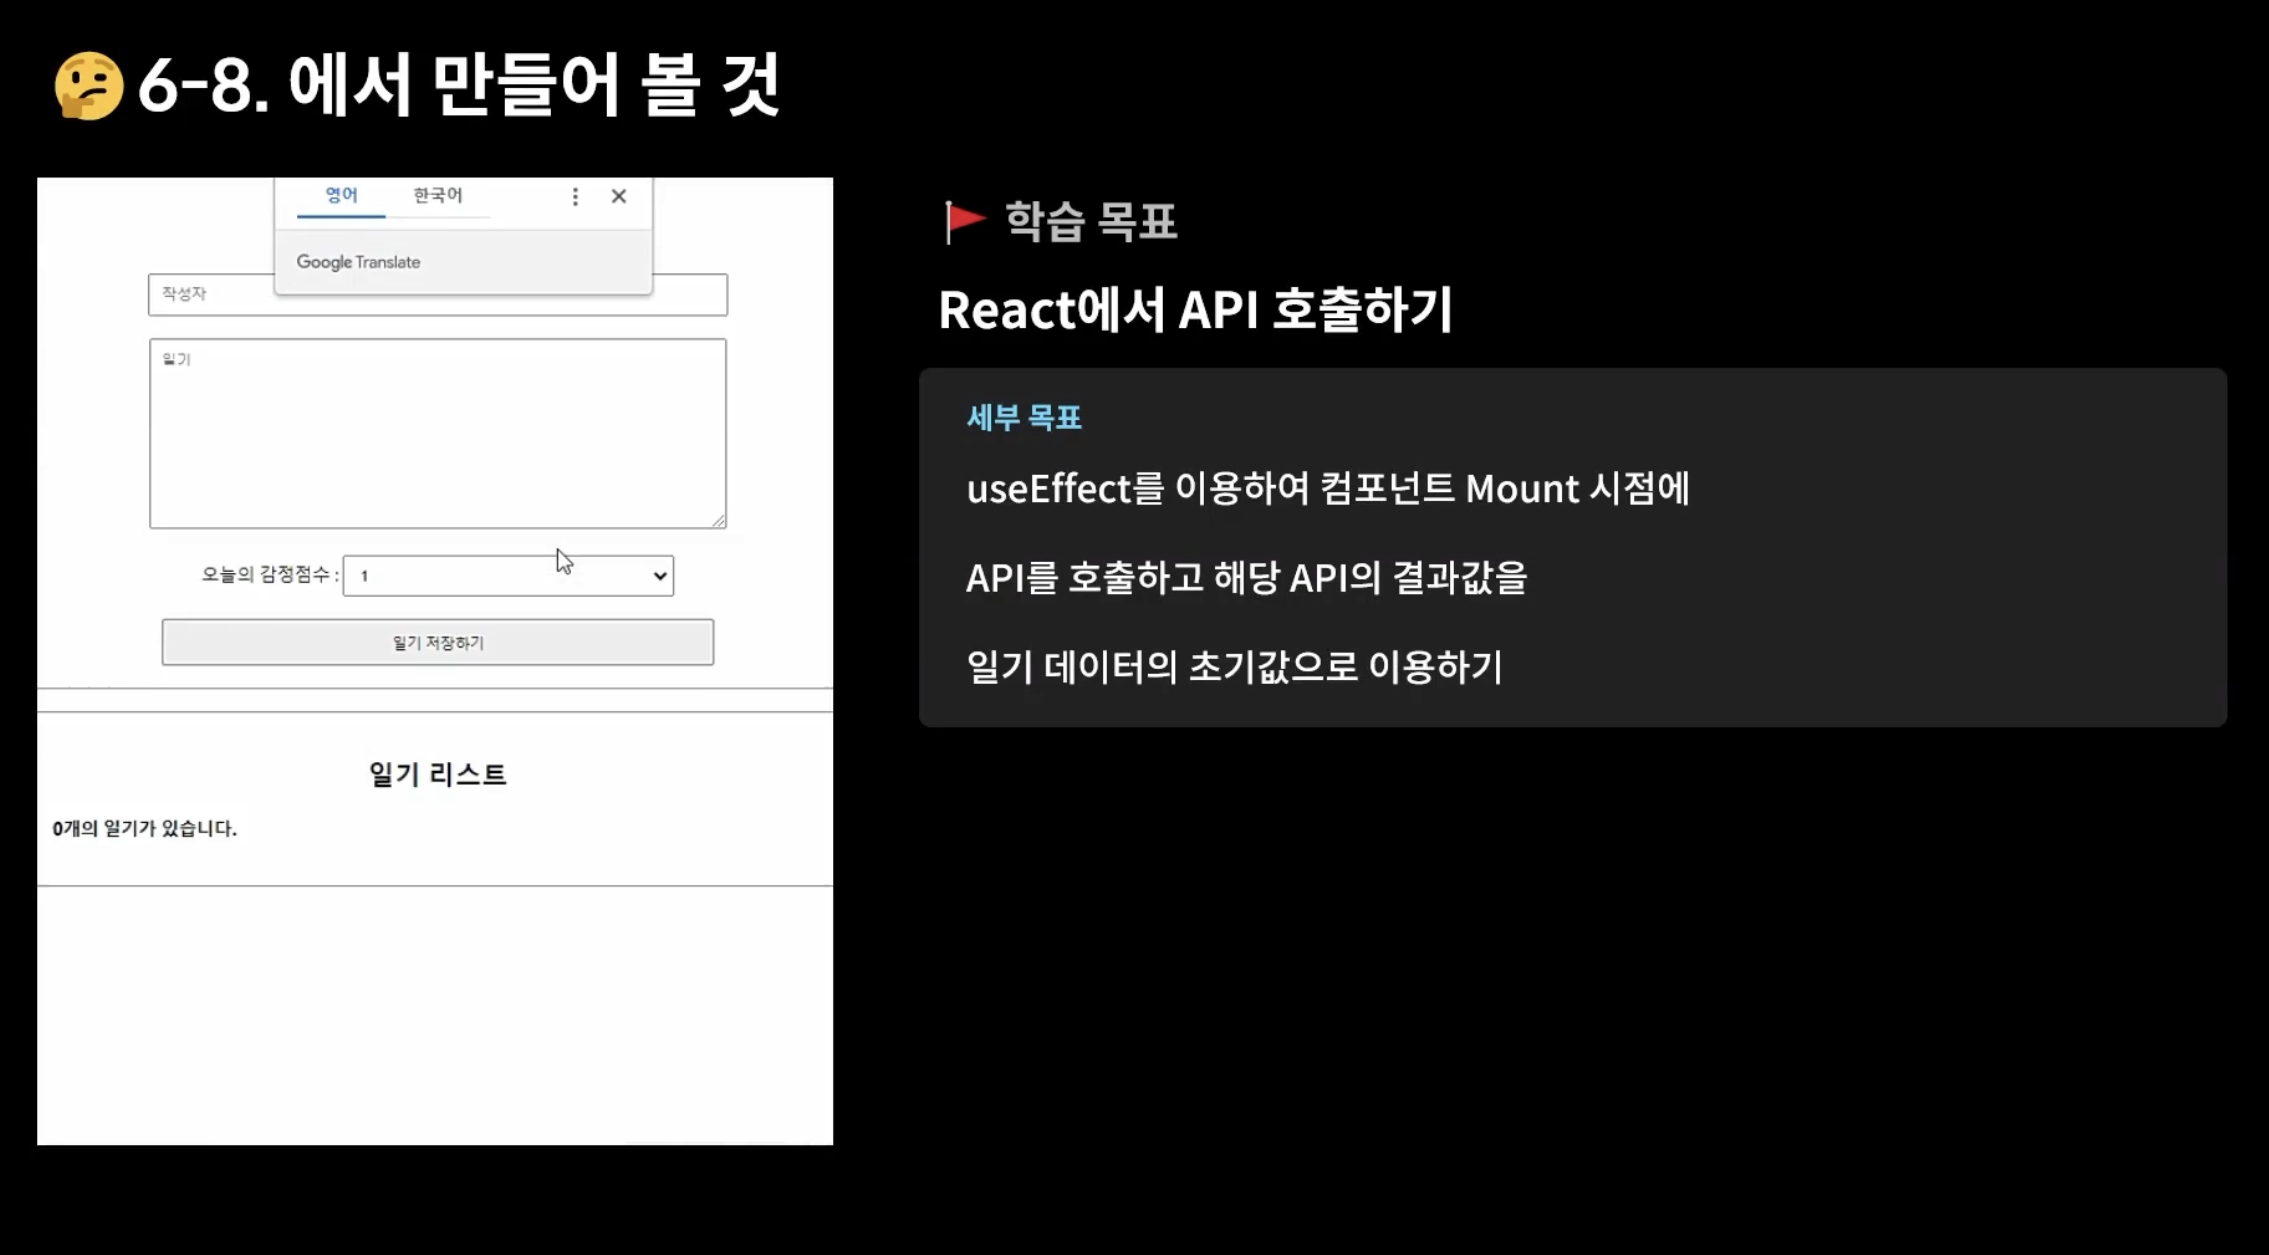 🤔6-8. 에서 만들어 볼 것
영어 한국어
Google Translate
작성자
일기
오늘의 감정점수 : 1
일기 저장하기
일기 리스트
0개의 일기가 있습니다.
🚩 학습 목표
React에서 API 호출하기
세부 목표
useEffect를 이용하여 컴포넌트 Mount 시점에
API를 호출하고 해당 API의 결과값을
일기 데이터의 초기값으로 이용하기